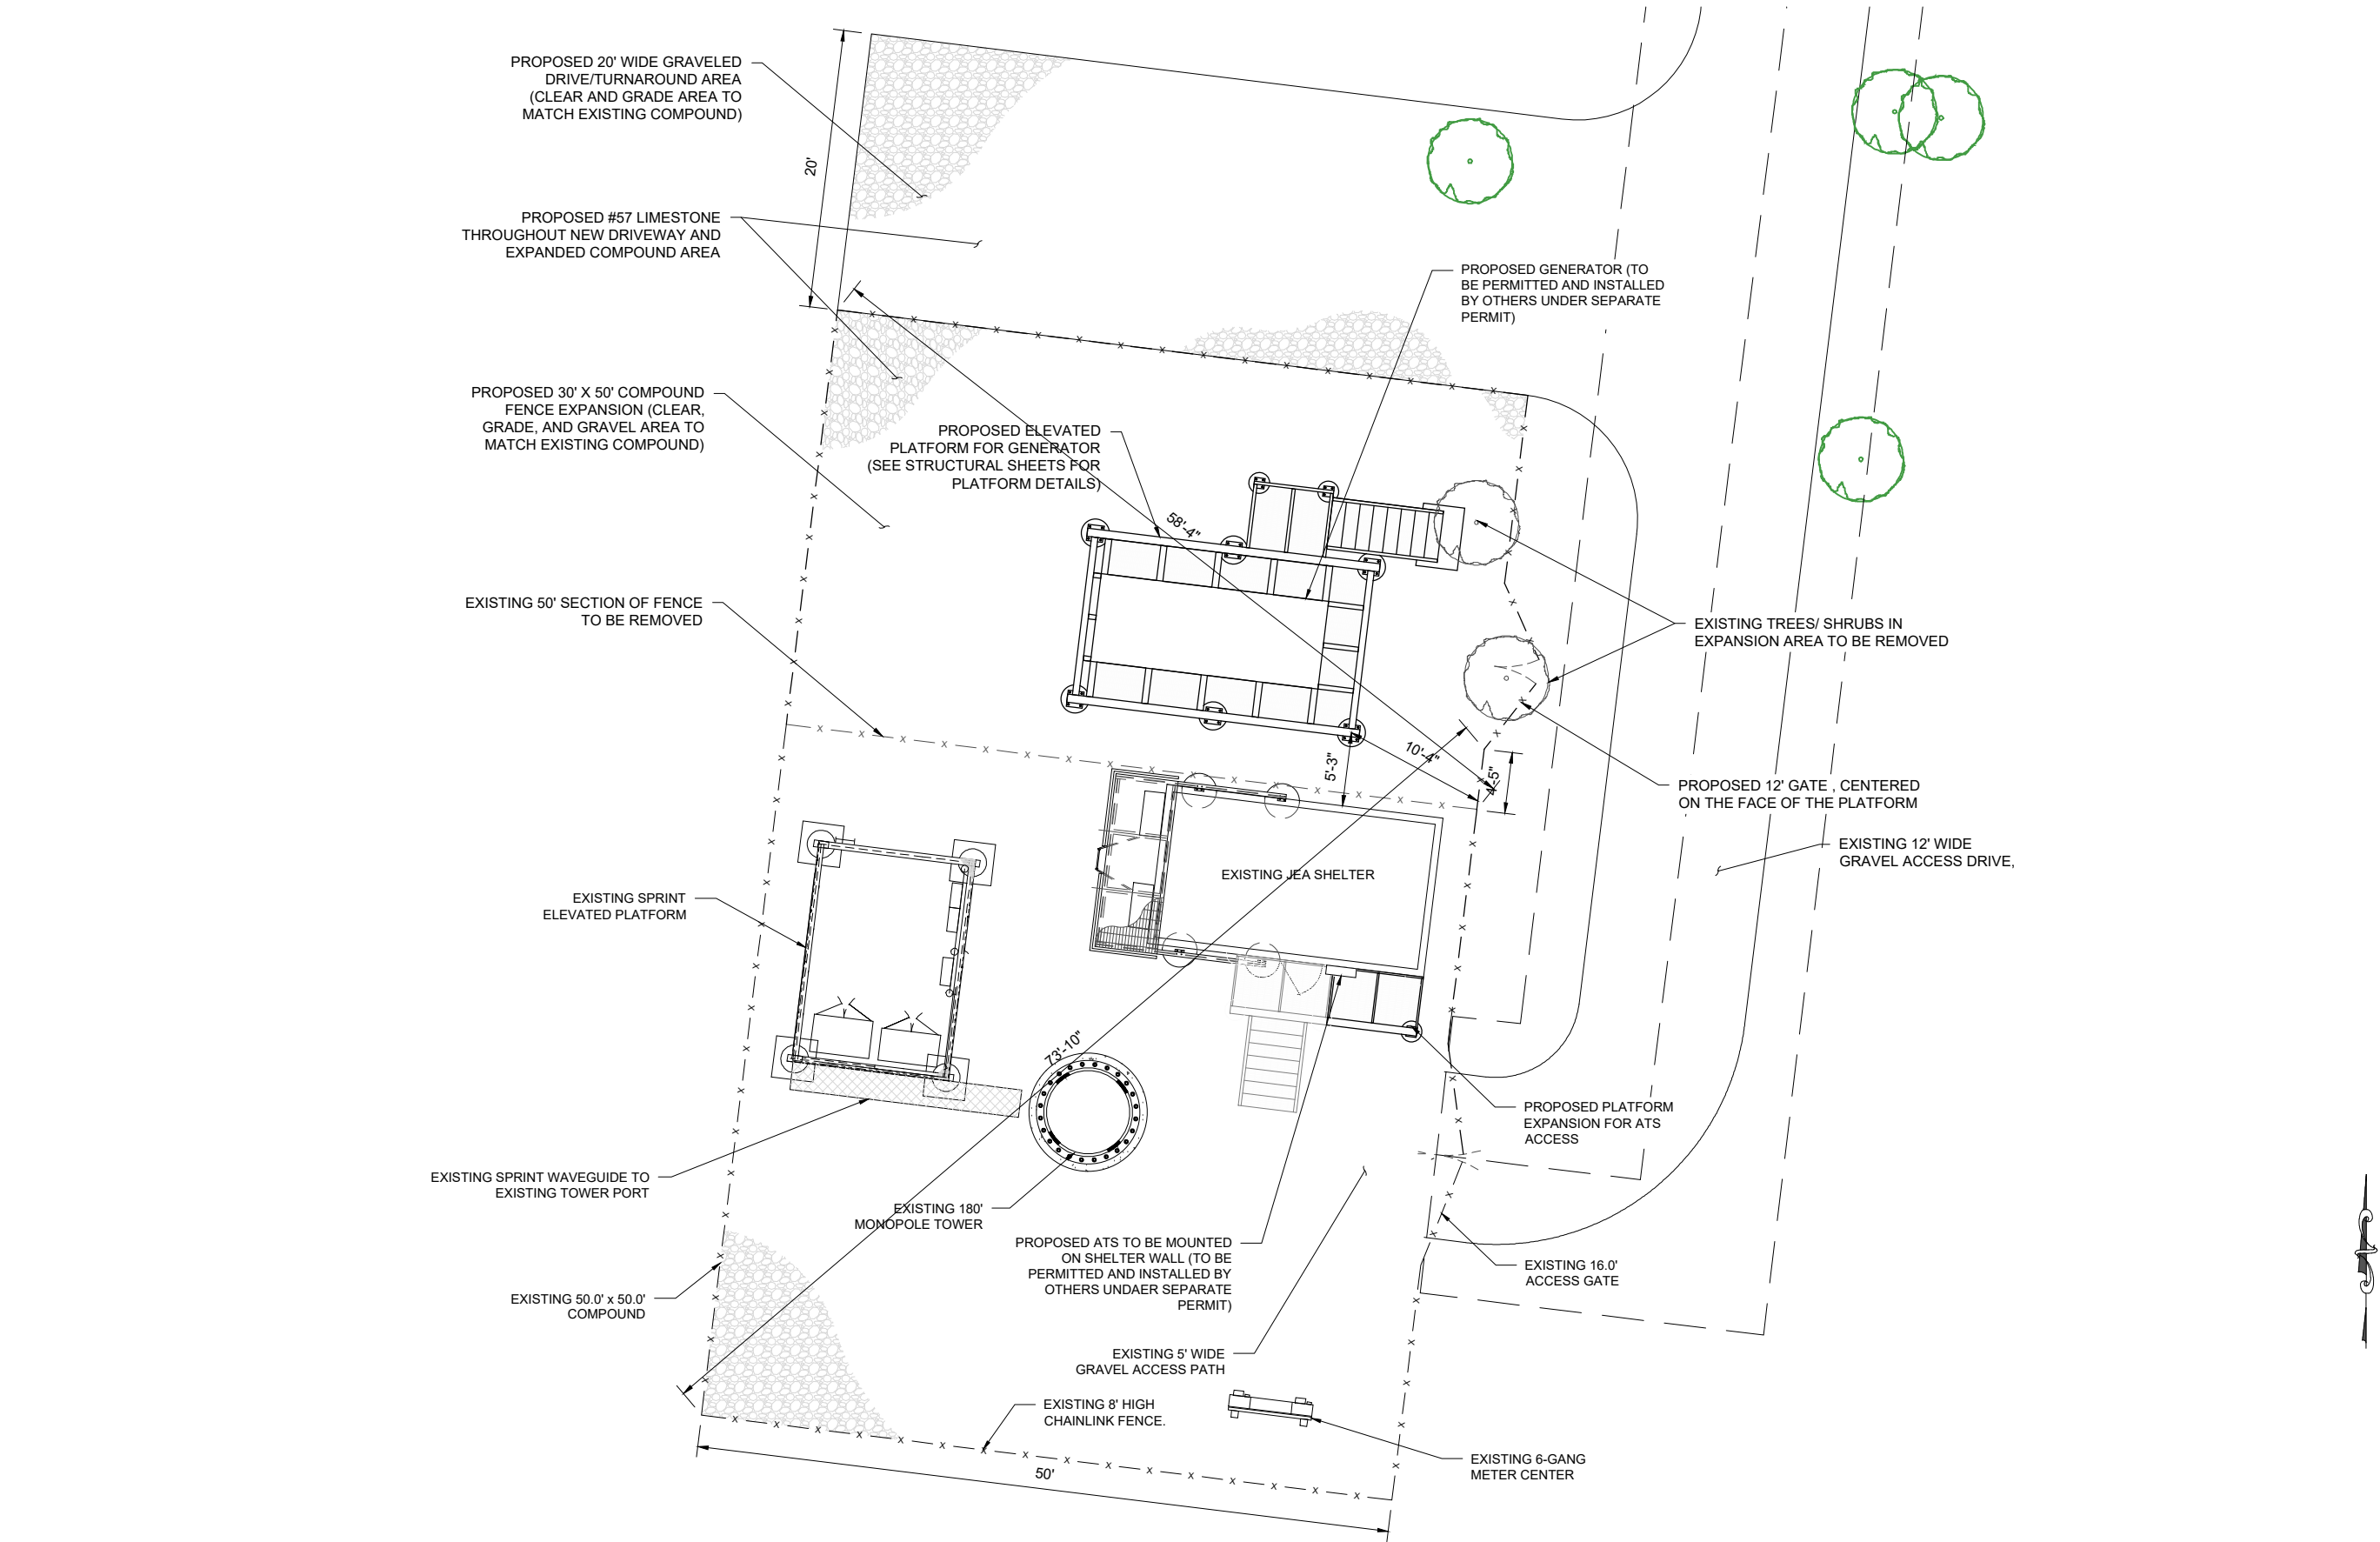 PROPOSED 20' WIDE GRAVELED
DRIVE/TURNAROUND AREA
(CLEAR AND GRADE AREA TO
MATCH EXISTING COMPOUND)
20'
PROPOSED #57 LIMESTONE
THROUGHOUT NEW DRIVEWAY AND
EXPANDED COMPOUND AREA
PROPOSED GENERATOR (TO
BE PERMITTED AND INSTALLED
BY OTHERS UNDER SEPARATE
PERMIT)
PROPOSED 30' X 50' COMPOUND
FENCE EXPANSION (CLEAR,
GRADE, AND GRAVEL AREA TO
MATCH EXISTING COMPOUND)
PROPOSED ELEVATED
PLATFORM FOR GENERATOR
(SEE STRUCTURAL SHEETS FOR
PLATFORM DETAILS)
58'-4"
EXISTING 50' SECTION OF FENCE
TO BE REMOVED
EXISTING TREES/ SHRUBS IN
EXPANSION AREA TO BE REMOVED
10'-4"
5'-3"
4'-5"
PROPOSED 12' GATE , CENTERED
ON THE FACE OF THE PLATFORM
EXISTING 12' WIDE
GRAVEL ACCESS DRIVE,
EXISTING JEA SHELTER
EXISTING SPRINT
ELEVATED PLATFORM
73'-10"
PROPOSED PLATFORM
EXPANSION FOR ATS
ACCESS
EXISTING SPRINT WAVEGUIDE TO
EXISTING TOWER PORT
EXISTING 180'
MONOPOLE TOWER
PROPOSED ATS TO BE MOUNTED
ON SHELTER WALL (TO BE
PERMITTED AND INSTALLED BY
OTHERS UNDAER SEPARATE
PERMIT)
EXISTING 16.0'
ACCESS GATE
EXISTING 50.0' x 50.0'
COMPOUND
EXISTING 5' WIDE
GRAVEL ACCESS PATH
EXISTING 8' HIGH
CHAINLINK FENCE.
EXISTING 6-GANG
METER CENTER
50'